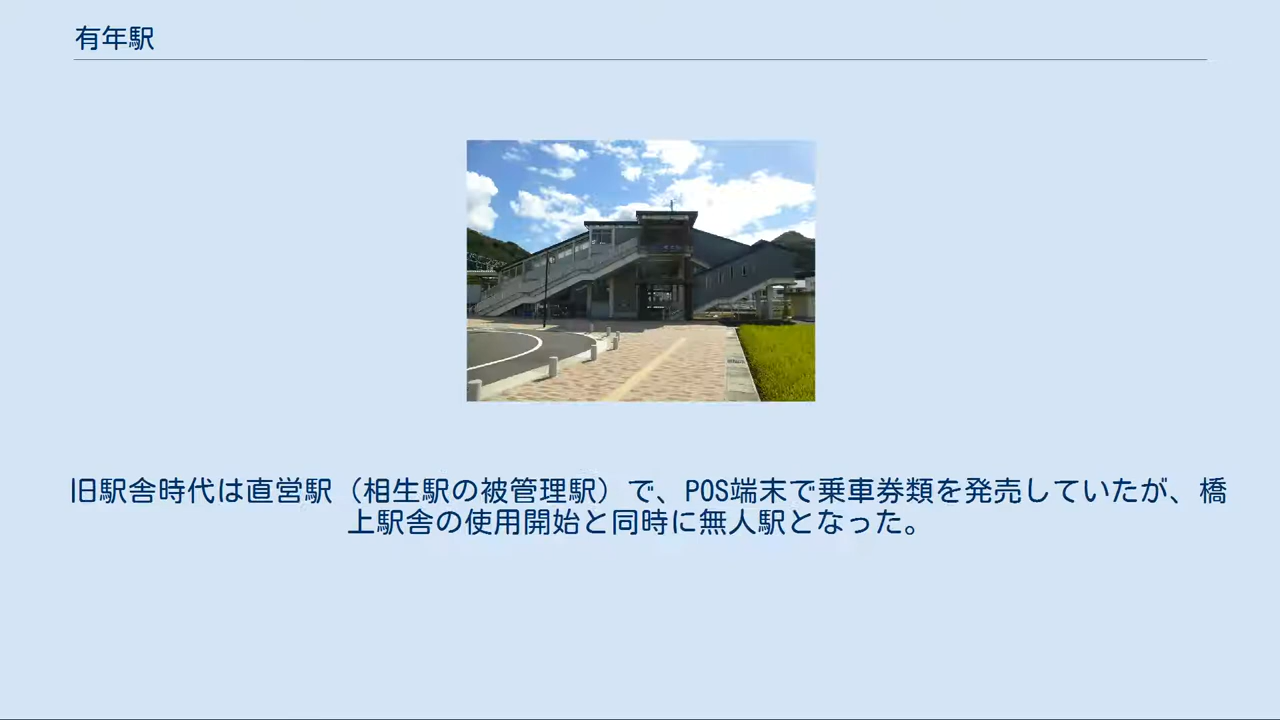 有年駅
旧駅舎時代は直営駅（相生駅の被管理駅）で、POS端末で乗車券類を発売していたが、橋
上駅舎の使用開始と同時に無人駅となった。